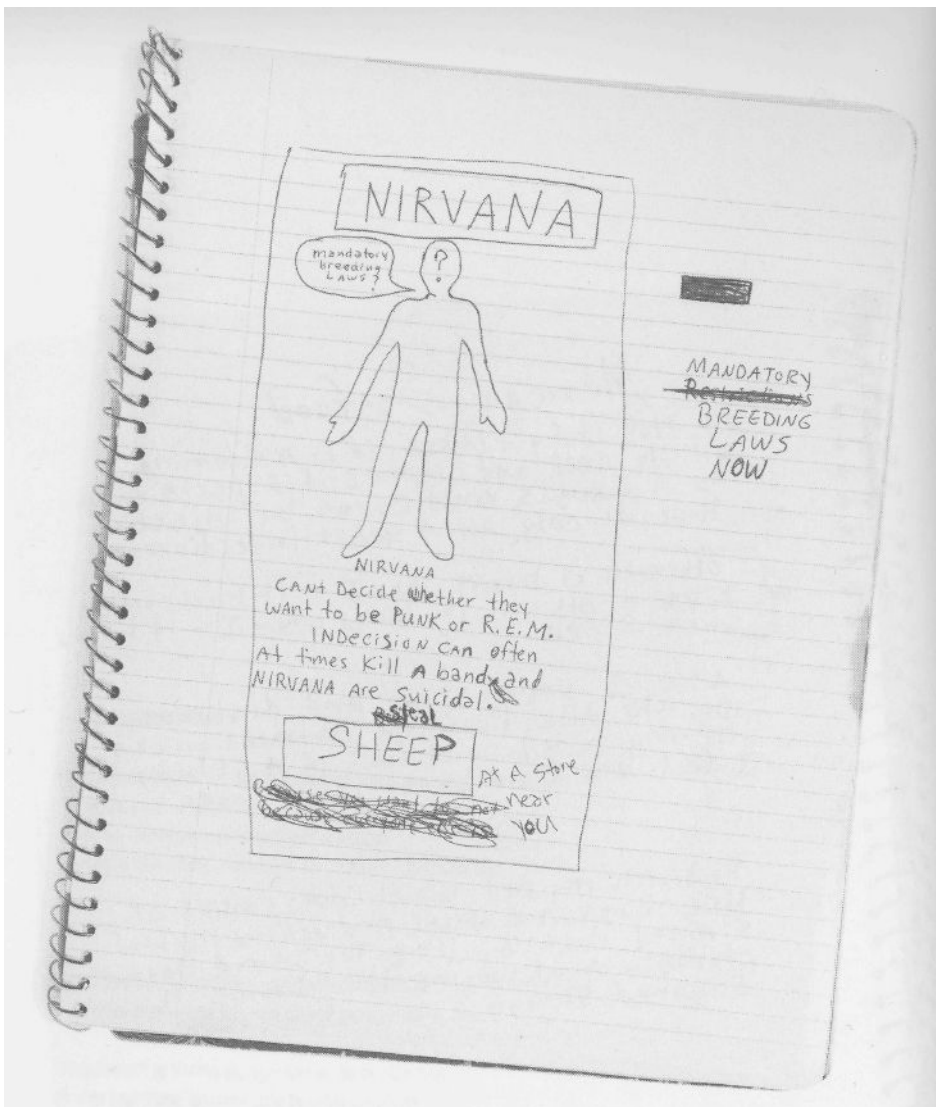 NIRVANA
mandatory
breeding
LAWS?
?
NIRVANA
CANt Decide whether they
WANt to be PUNK or R.E.M.
INDecisioN CAN often
At times Kill A band and
NIRVANA Are Suicidal.
Steal
SHEEP
At A Store
near
you
MANDATORY
Restrictions
BREEDING
LAWS
NOW